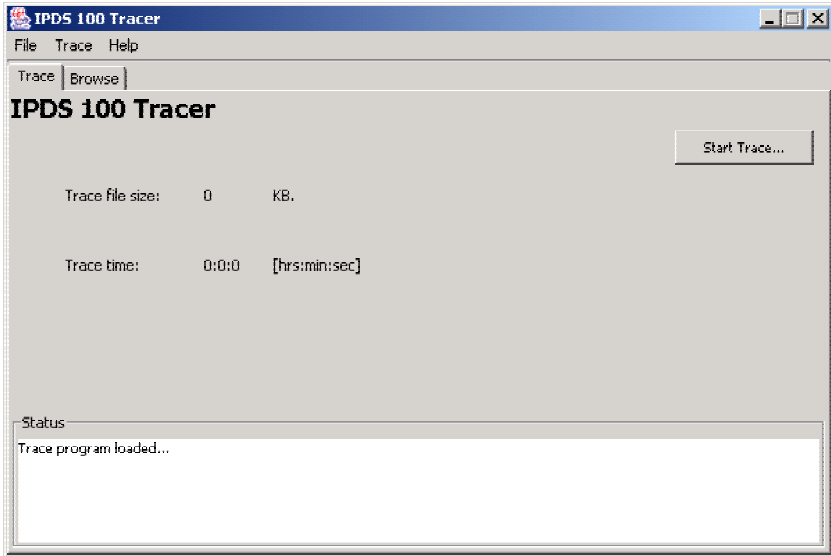 IPDS 100 Tracer
File Trace Help
Trace Browse
IPDS 100 Tracer
Start Trace...
Trace file size: 0 KB.
Trace time: 0:0:0 [hrs:min:sec]
Status
Trace program loaded...